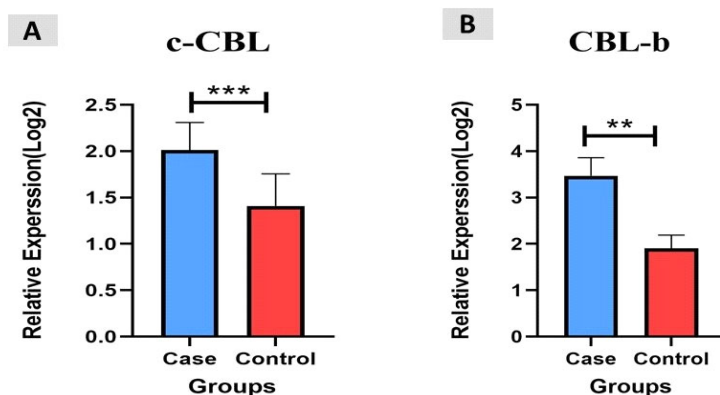 A
c-CBL
***
Relative Experssion(Log2)
2.5
2.0
1.5
1.0
0.5
0.0
Case Control
Groups
B
CBL-b
**
Relative Experssion(Log2)
5
4
3
2
1
0
Case Control
Groups